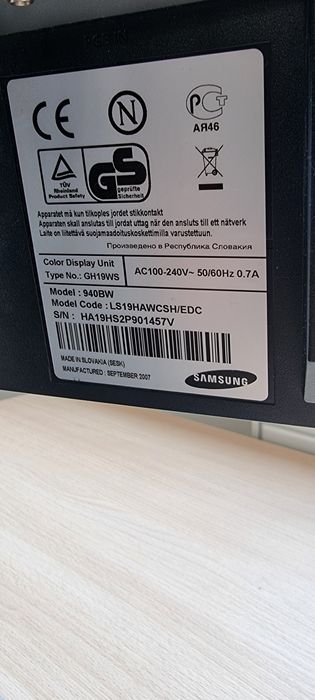 PC IN
CE
N
PCT
АЯ46
TÜV
Rheinland
Product Safety
GS
geprüfte
Sicherheit
Apparatet må kun tilkoples jordet stikkontakt
Apparaten skall anslutas till jordat uttag när den ansluts till ett nätverk
Laite on liitettävä suojamaadoituskoskettimilla varustettuun.
Произведено в Республика Словакия
Color Display Unit
Type No.: GH19WS
AC100-240V~ 50/60Hz 0.7A
Model : 940BW
Model Code : LS19HAWCSH/EDC
S/N : HA19HS2P901457V
MADE IN SLOVAKIA (SESK)
MANUFACTURED : SEPTEMBER 2007
SAMSUNG